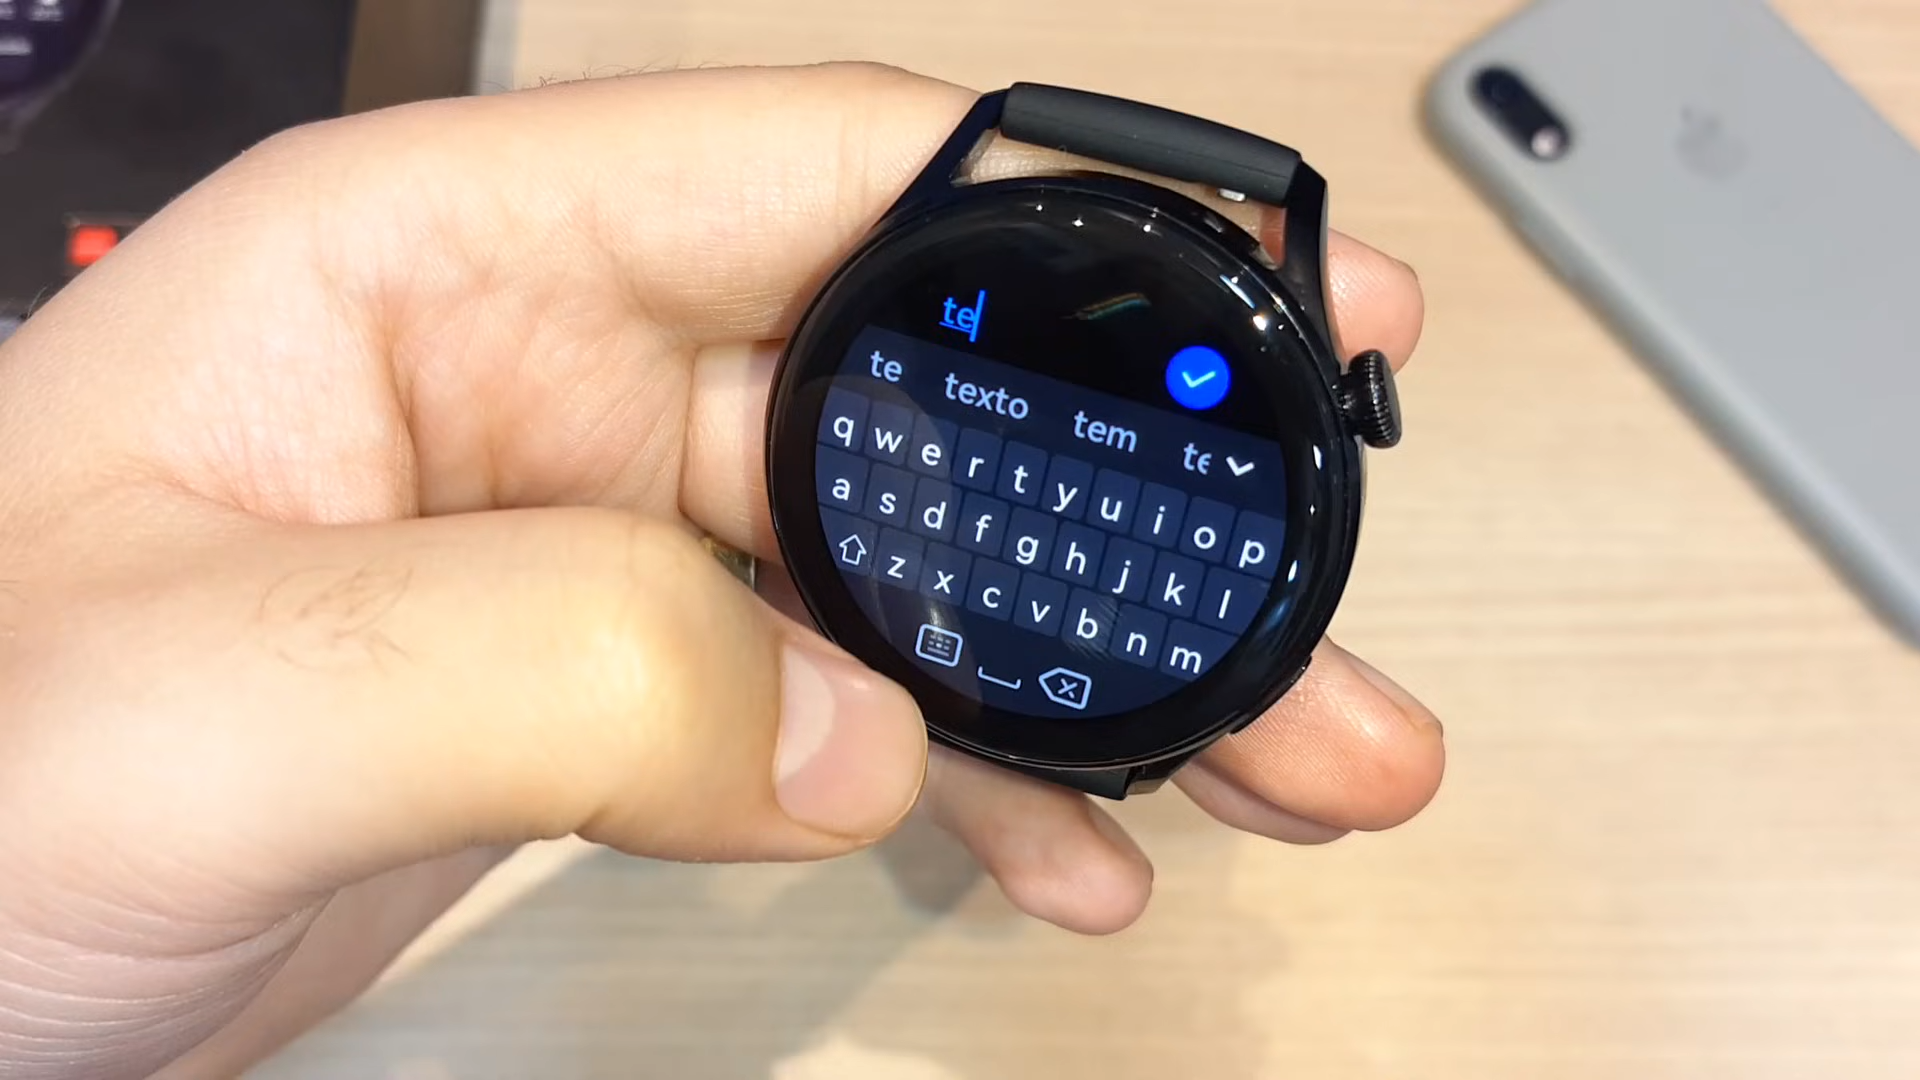 te
te texto tem te
q w e r t y u i o p
a s d f g h j k l
z x c v b n m